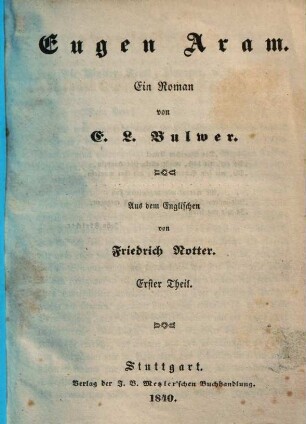 Eugen Aram.
Ein Roman
von
E. L. Bulwer.
Aus dem Englischen
von
Friedrich Notter.
Erster Theil.
Stuttgart.
Verlag der J. B. Metzler'schen Buchhandlung.
1840.